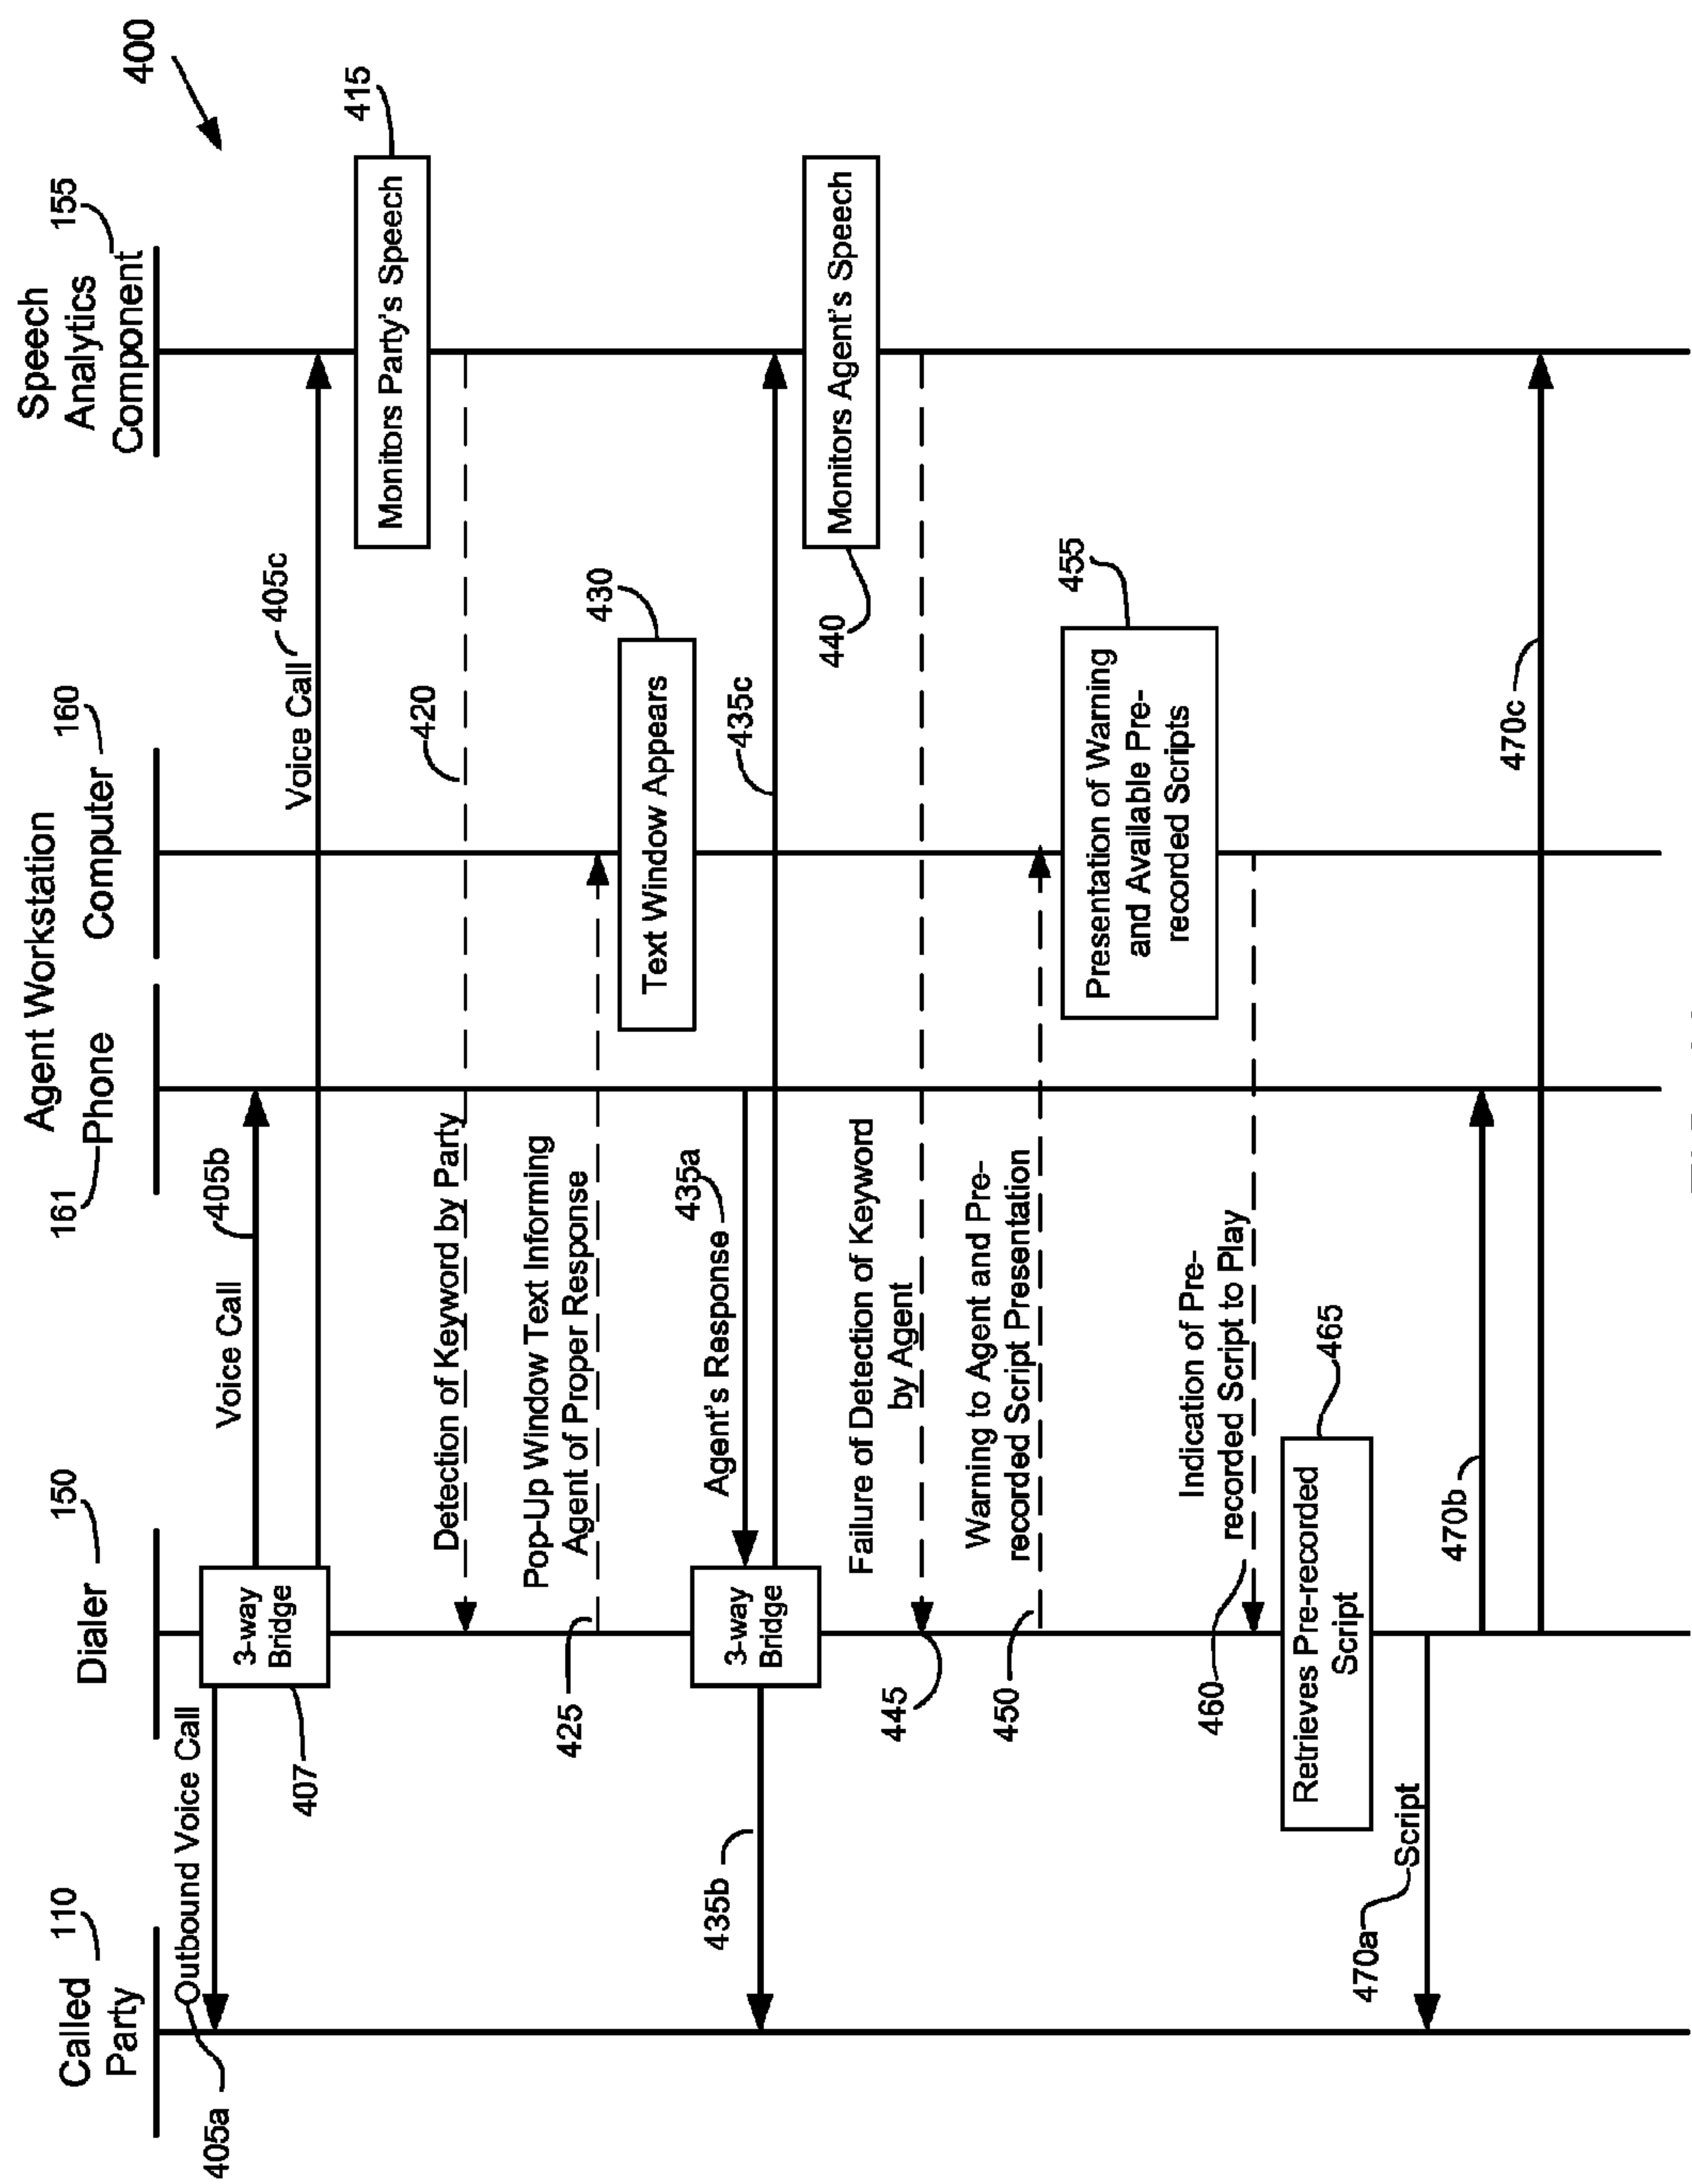 400
Called
Party
110
Dialer
150
Agent Workstation
161
Phone
Computer
160
Speech
Analytics
Component
155
405a
Outbound Voice Call
3-way
Bridge
407
Voice Call
405b
Voice Call
405c
Monitors Party's Speech
415
Detection of Keyword by Party
420
425
Pop-Up Window Text Informing
Agent of Proper Response
Text Window Appears
430
Agent's Response
435a
3-way
Bridge
435b
435c
Monitors Agent's Speech
440
445
Failure of Detection of Keyword
by Agent
450
Warning to Agent and Pre-
recorded Script Presentation
Presentation of Warning
and Available Pre-
recorded Scripts
455
460
Indication of Pre-
recorded Script to Play
Retrieves Pre-recorded
Script
465
470a
Script
470b
470c